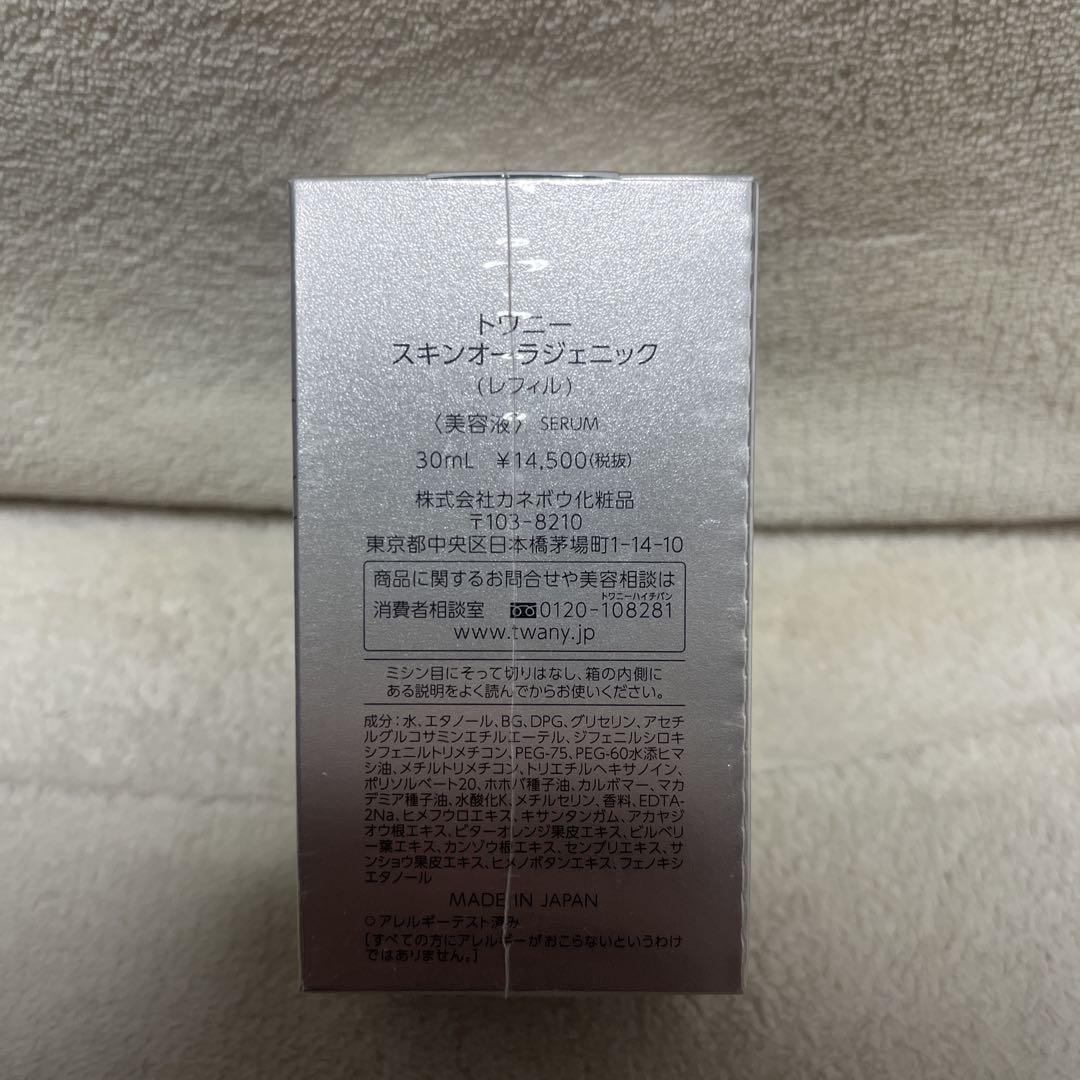 トワニー
スキンオーラジェニック
(レフィル)
〈美容液〉 SERUM
30mL ¥14,500(税抜)
株式会社カネボウ化粧品
〒103-8210
東京都中央区日本橋茅場町1-14-10
商品に関するお問合せや美容相談は
トワニーハイチバン
消費者相談室 0120-108281
www.twany.jp
ミシン目にそって切りはなし、箱の内側に
ある説明をよく読んでからお使いください。
成分:水、エタノール、BG、DPG、グリセリン、アセチ
ルグルコサミンエチルエーテル、ジフェニルシロキ
シフェニルトリメチコン、PEG-75、PEG-60水添ヒマ
シ油、メチルトリメチコン、トリエチルヘキサノイン、
ポリソルベート20、ホホバ種子油、カルボマー、マカ
デミア種子油、水酸化K、メチルセリン、香料、EDTA-
2Na、ヒメフウロエキス、キサンタンガム、アカヤジ
オウ根エキス、ビターオレンジ果皮エキス、ビルベリ
ー葉エキス、カンゾウ根エキス、センブリエキス、サ
ンショウ果皮エキス、ヒメノボタンエキス、フェノキシ
エタノール
MADE IN JAPAN
○アレルギーテスト済み
[すべての方にアレルギーがおこらないというわけ
ではありません。]